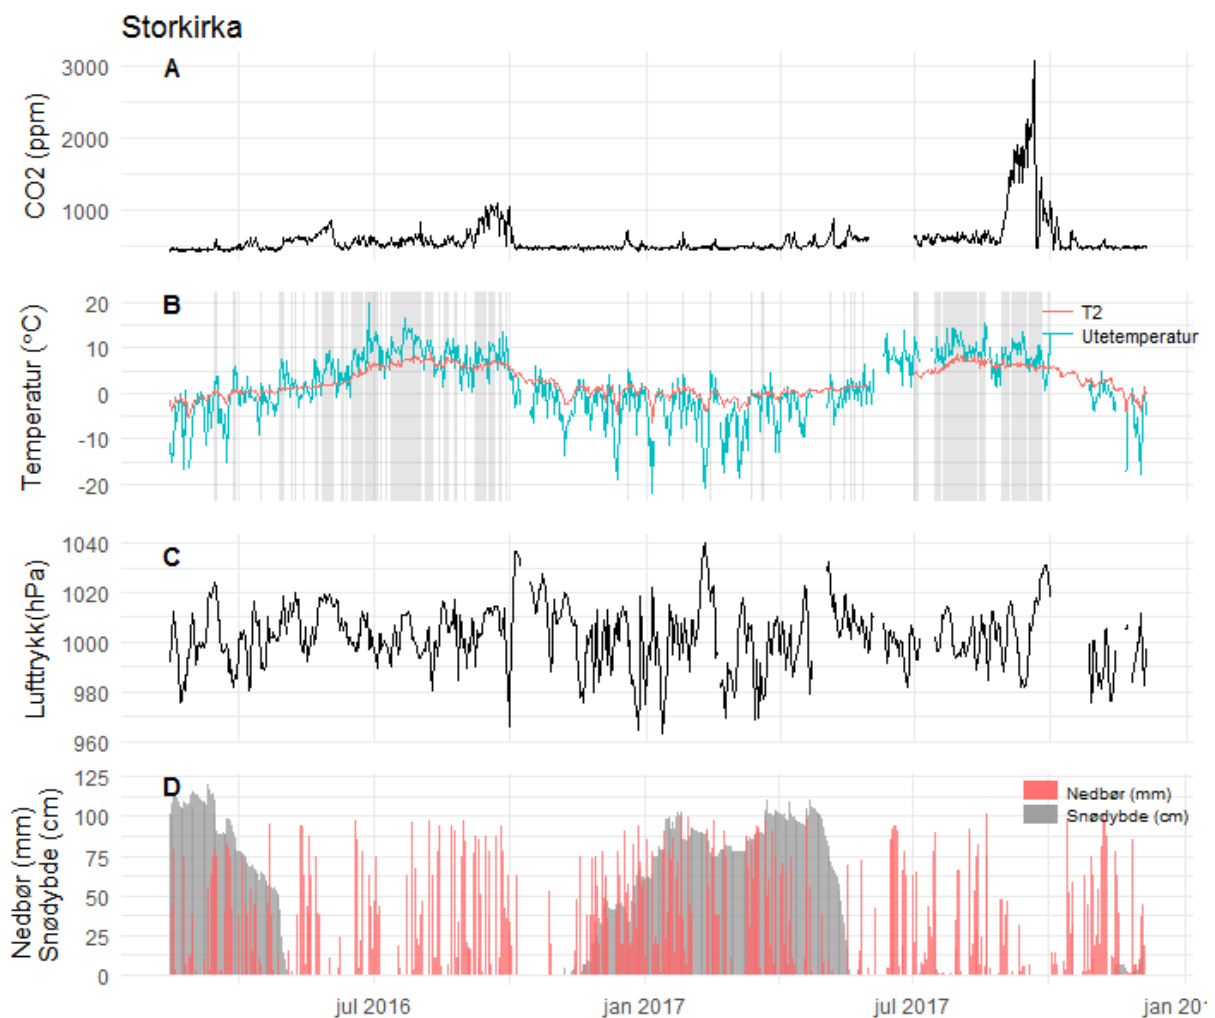 Storkirka
A
CO2 (ppm)
3000
2000
1000
B
Temperatur (°C)
20
10
0
-10
-20
T2
Utetemperatur
C
Lufttrykk(hPa)
1040
1020
1000
980
960
D
Nedbør (mm)
Snødybde (cm)
125
100
75
50
25
0
Nedbør (mm)
Snødybde (cm)
jul 2016
jan 2017
jul 2017
jan 201